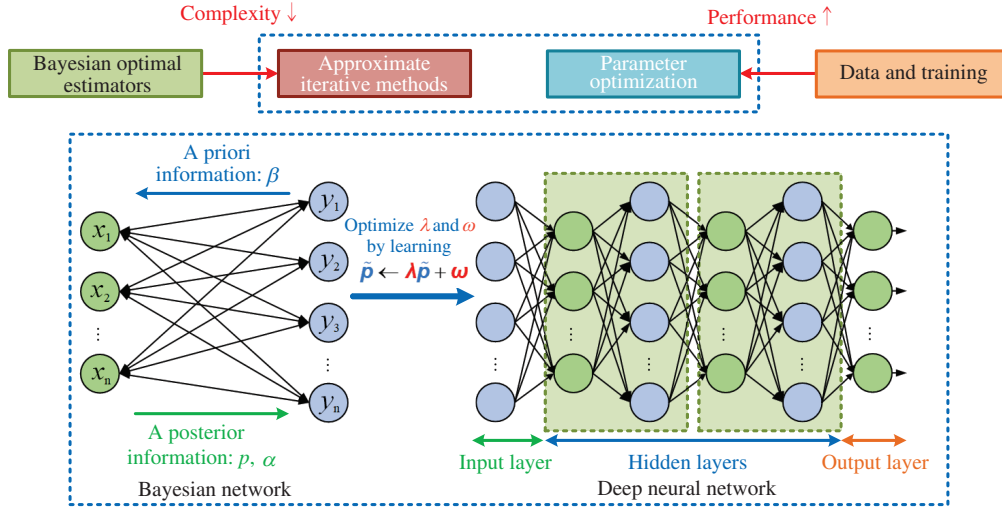 Complexity ↓
Performance ↑
Bayesian optimal
estimators
Approximate
iterative methods
Parameter
optimization
Data and training
A priori
information: β
x1
x2
...
xn
y1
y2
y3
...
yn
Optimize λ and ω
by learning
p̃ ← λp̃ + ω
...
...
...
...
...
...
A posterior
information: p, α
Bayesian network
Input layer
Hidden layers
Output layer
Deep neural network